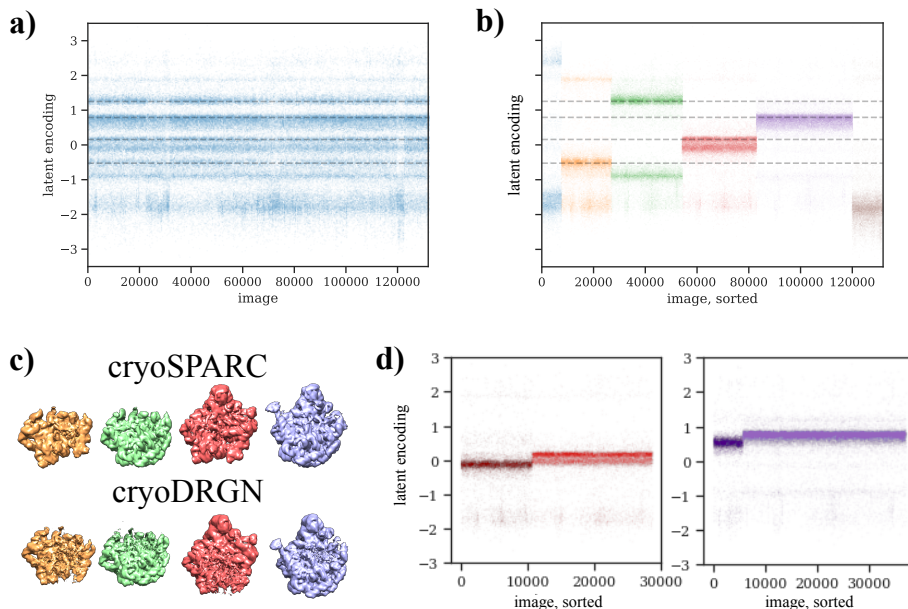 a)
3
2
1
0
−1
−2
−3
latent encoding
0 20000 40000 60000 80000 100000 120000
image
b)
latent encoding
0 20000 40000 60000 80000 100000 120000
image, sorted
c)
cryoSPARC
cryoDRGN
d)
3
2
1
0
−1
−2
−3
latent encoding
0 10000 20000 30000
image, sorted
3
2
1
0
−1
−2
−3
0 10000 20000 30000
image, sorted